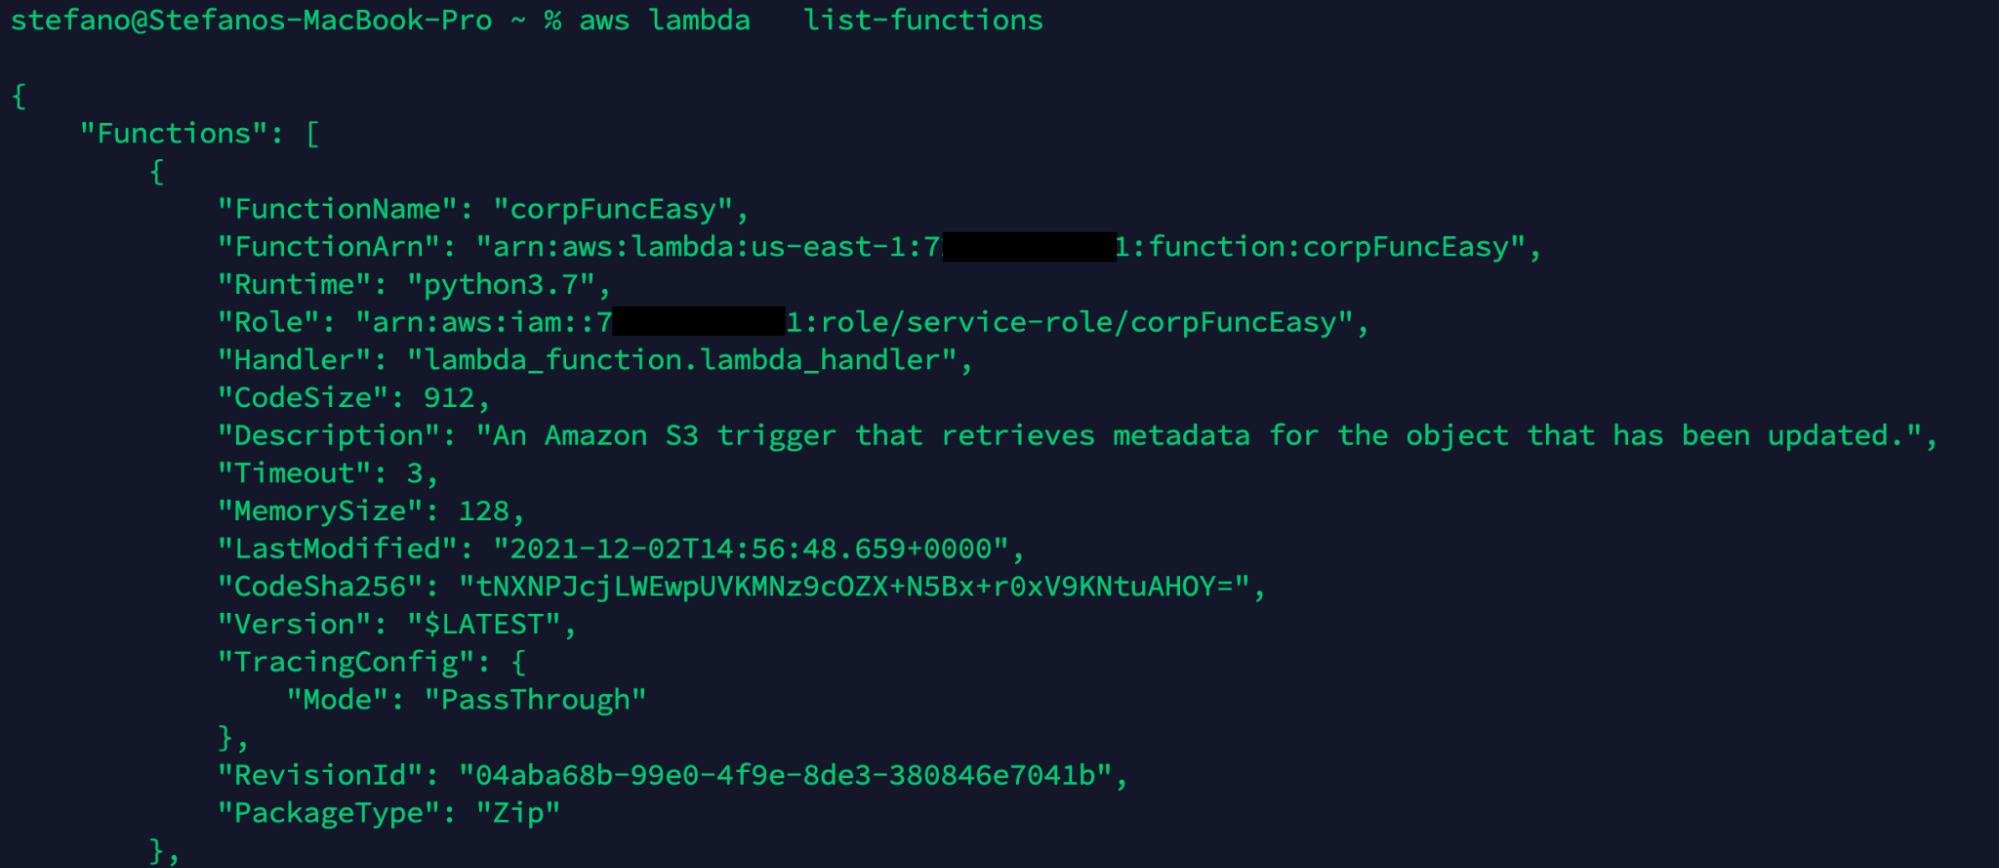 stefano@Stefanos-MacBook-Pro ~ % aws lambda   list-functions
{
    "Functions": [
        {
            "FunctionName": "corpFuncEasy",
            "FunctionArn": "arn:aws:lambda:us-east-1:7 1:function:corpFuncEasy",
            "Runtime": "python3.7",
            "Role": "arn:aws:iam::7 1:role/service-role/corpFuncEasy",
            "Handler": "lambda_function.lambda_handler",
            "CodeSize": 912,
            "Description": "An Amazon S3 trigger that retrieves metadata for the object that has been updated.",
            "Timeout": 3,
            "MemorySize": 128,
            "LastModified": "2021-12-02T14:56:48.659+0000",
            "CodeSha256": "tNXNPJcjLWEwpUVKMNz9cOZX+N5Bx+r0xV9KNtuAHOY=",
            "Version": "$LATEST",
            "TracingConfig": {
                "Mode": "PassThrough"
            },
            "RevisionId": "04aba68b-99e0-4f9e-8de3-380846e7041b",
            "PackageType": "Zip"
        },